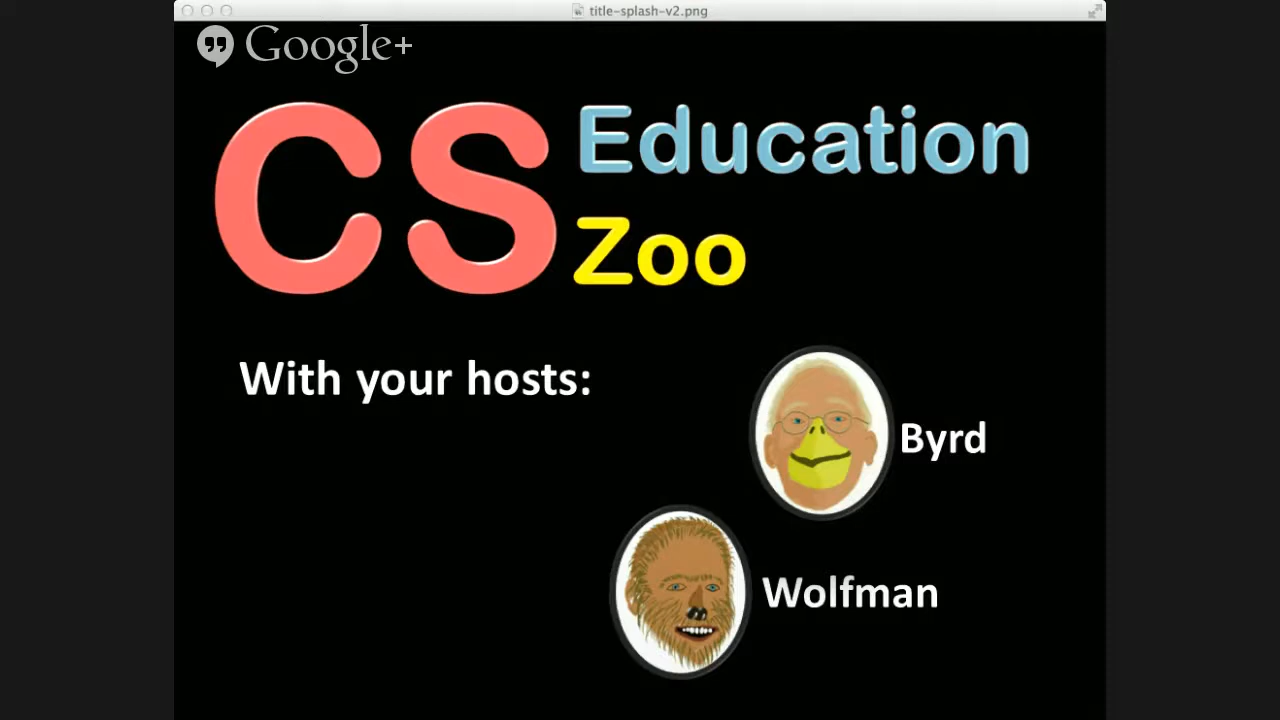 title-splash-v2.png
Google+
CS Education
Zoo
With your hosts:
Byrd
Wolfman